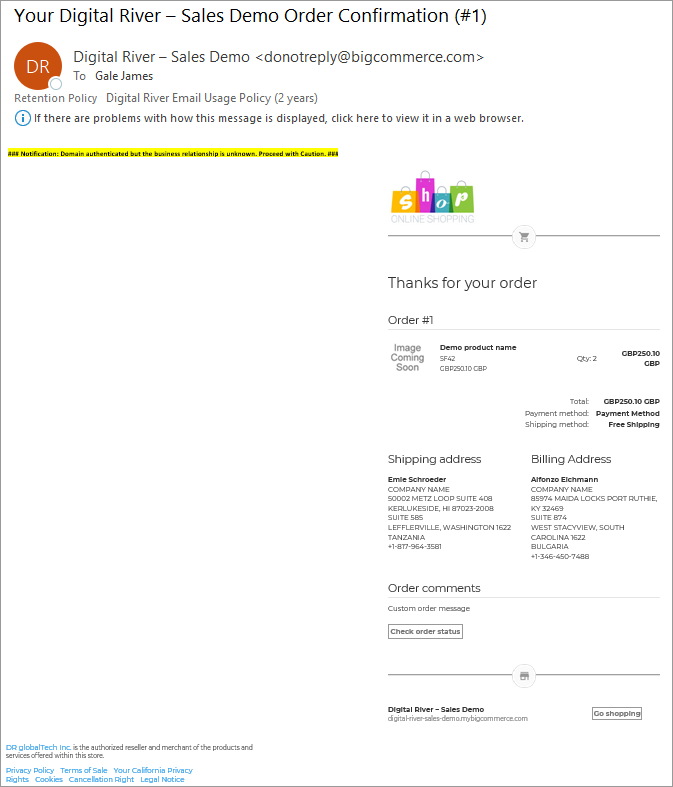 Your Digital River – Sales Demo Order Confirmation (#1)
DR
Digital River – Sales Demo <donotreply@bigcommerce.com>
To Gale James
Retention Policy Digital River Email Usage Policy (2 years)
If there are problems with how this message is displayed, click here to view it in a web browser.
### Notification: Domain authenticated but the business relationship is unknown. Proceed with Caution. ###
Shop
ONLINE SHOPPING
Thanks for your order
Order #1
Image
Coming
Soon
Demo product name
SF42
GBP250.10 GBP
Qty: 2
GBP250.10
GBP
Total: GBP250.10 GBP
Payment method: Payment Method
Shipping method: Free Shipping
Shipping address
Emie Schroeder
COMPANY NAME
50002 METZ LOOP SUITE 408
KERLUKESIDE, HI 87023-2008
SUITE 585
LEFFLERVILLE, WASHINGTON 1622
TANZANIA
+1-817-964-3581
Billing Address
Alfonzo Eichmann
COMPANY NAME
85974 MAIDA LOCKS PORT RUTHIE,
KY 32469
SUITE 874
WEST STACYVIEW, SOUTH
CAROLINA 1622
BULGARIA
+1-346-450-7488
Order comments
Custom order message
Check order status
Digital River – Sales Demo
digital-river-sales-demo.mybigcommerce.com
Go shopping
DR globalTech Inc. is the authorized reseller and merchant of the products and
services offered within this store.
Privacy Policy Terms of Sale Your California Privacy
Rights Cookies Cancellation Right Legal Notice